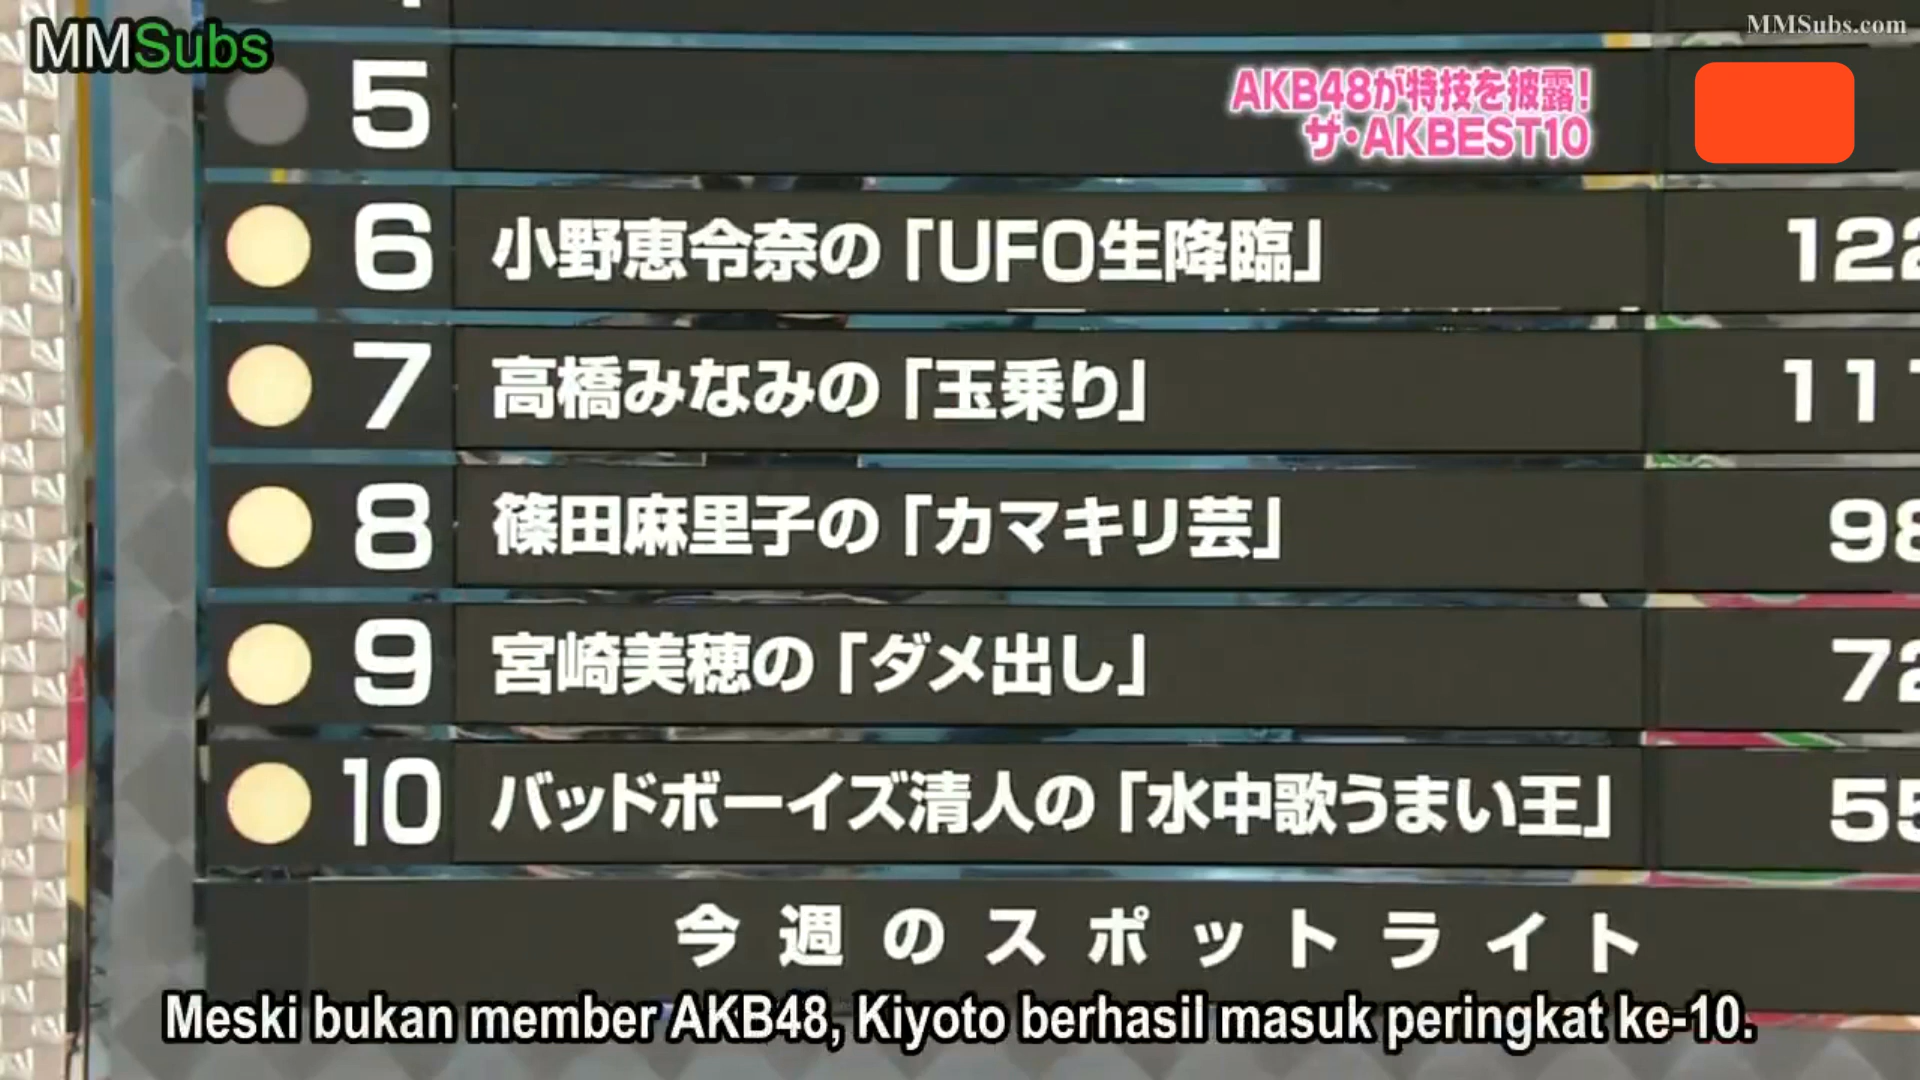 MMSubs
MMSubs.com
5
AKB48が特技を披露!
ザ・AKBEST10
6 小野恵令奈の「UFO生降臨」 122
7 高橋みなみの「玉乗り」 111
8 篠田麻里子の「カマキリ芸」 98
9 宮崎美穂の「ダメ出し」 72
10 バッドボーイズ清人の「水中歌うまい王」 55
今週のスポットライト
Meski bukan member AKB48, Kiyoto berhasil masuk peringkat ke-10.